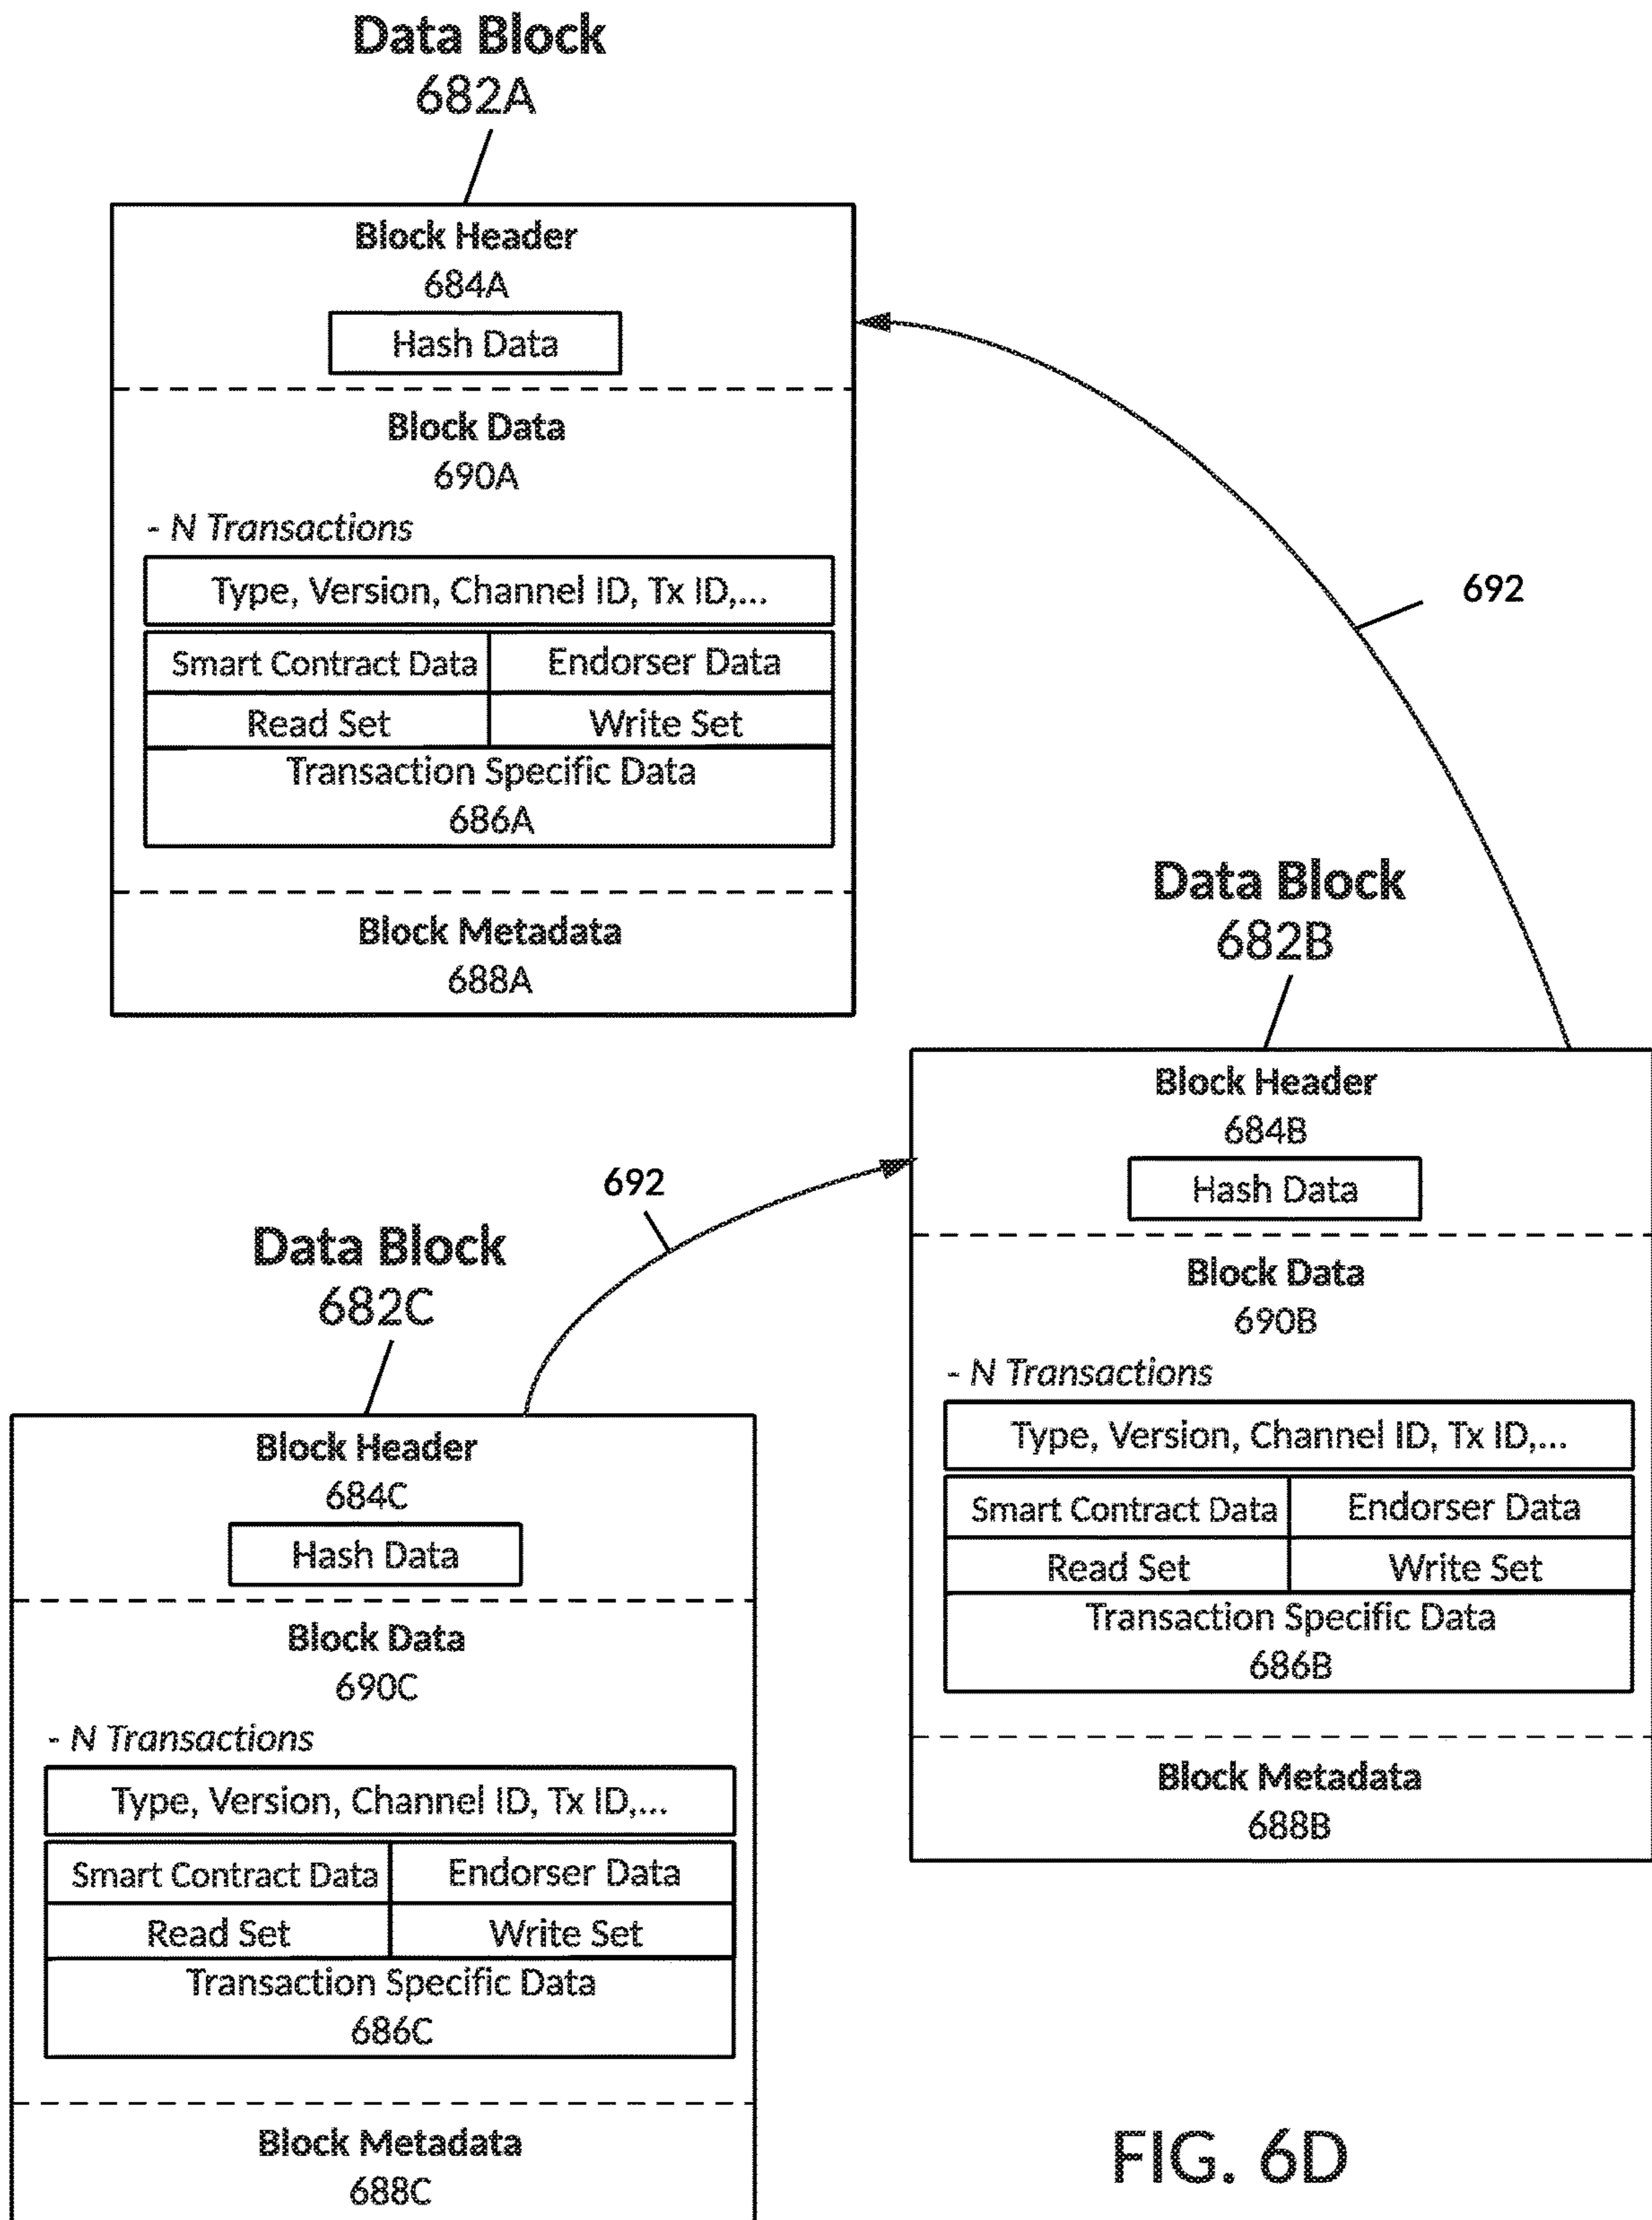 Data Block
682A
Block Header
684A
Hash Data
Block Data
690A
- N Transactions
Type, Version, Channel ID, Tx ID,...
Smart Contract Data
Endorser Data
Read Set
Write Set
Transaction Specific Data
686A
Block Metadata
688A
692
Data Block
682B
Block Header
684B
Hash Data
Block Data
690B
- N Transactions
Type, Version, Channel ID, Tx ID,...
Smart Contract Data
Endorser Data
Read Set
Write Set
Transaction Specific Data
686B
Block Metadata
688B
692
Data Block
682C
Block Header
684C
Hash Data
Block Data
690C
- N Transactions
Type, Version, Channel ID, Tx ID,...
Smart Contract Data
Endorser Data
Read Set
Write Set
Transaction Specific Data
686C
Block Metadata
688C
FIG. 6D